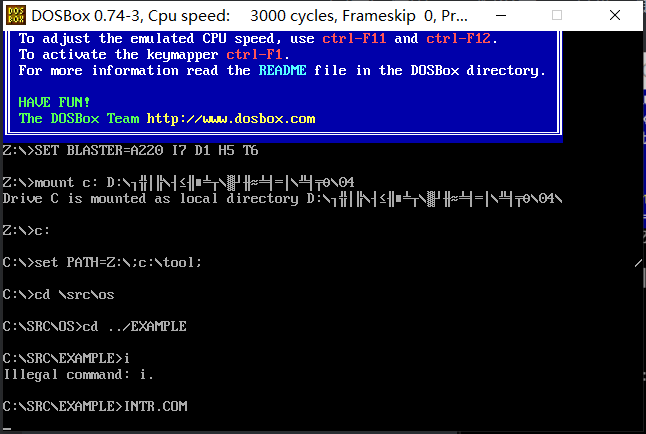 DOSBox 0.74-3, Cpu speed: 3000 cycles, Frameskip 0, Pr...
To adjust the emulated CPU speed, use ctrl-F11 and ctrl-F12.
To activate the keymapper ctrl-F1.
For more information read the README file in the DOSBox directory.
HAVE FUN!
The DOSBox Team http://www.dosbox.com
Z:\>SET BLASTER=A220 I7 D1 H5 T6
Z:\>mount c: D:\
Drive C is mounted as local directory D:\
Z:\>c:
C:\>set PATH=Z:\;c:\tool;
C:\>cd \src\os
C:\SRC\OS>cd ../EXAMPLE
C:\SRC\EXAMPLE>i
Illegal command: i.
C:\SRC\EXAMPLE>INTR.COM